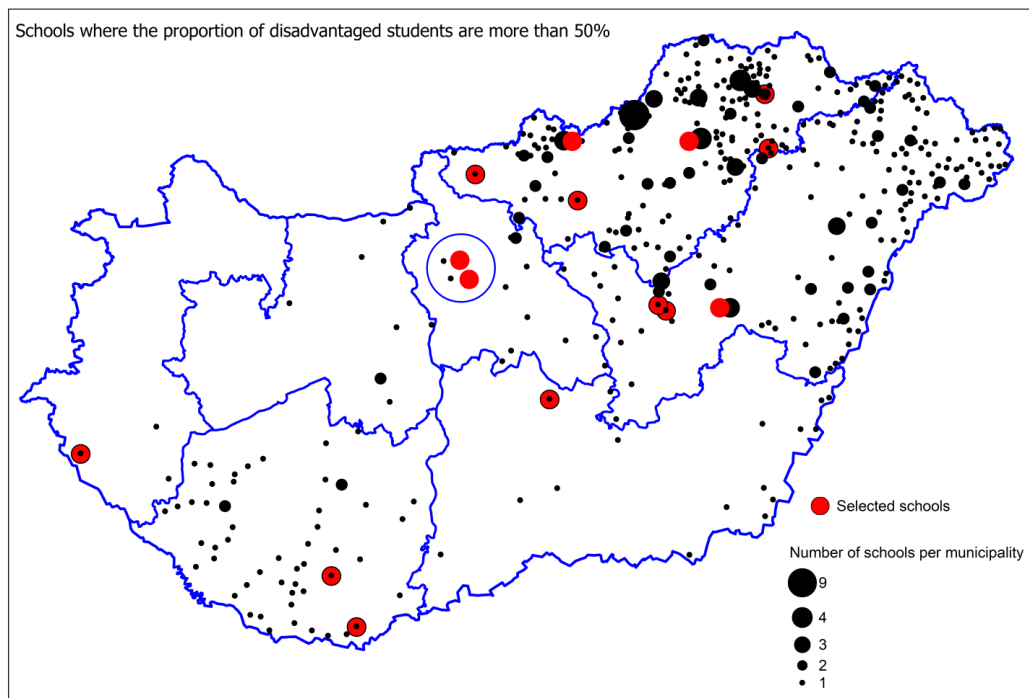 Schools where the proportion of disadvantaged students are more than 50%
Selected schools
Number of schools per municipality
9
4
3
2
1